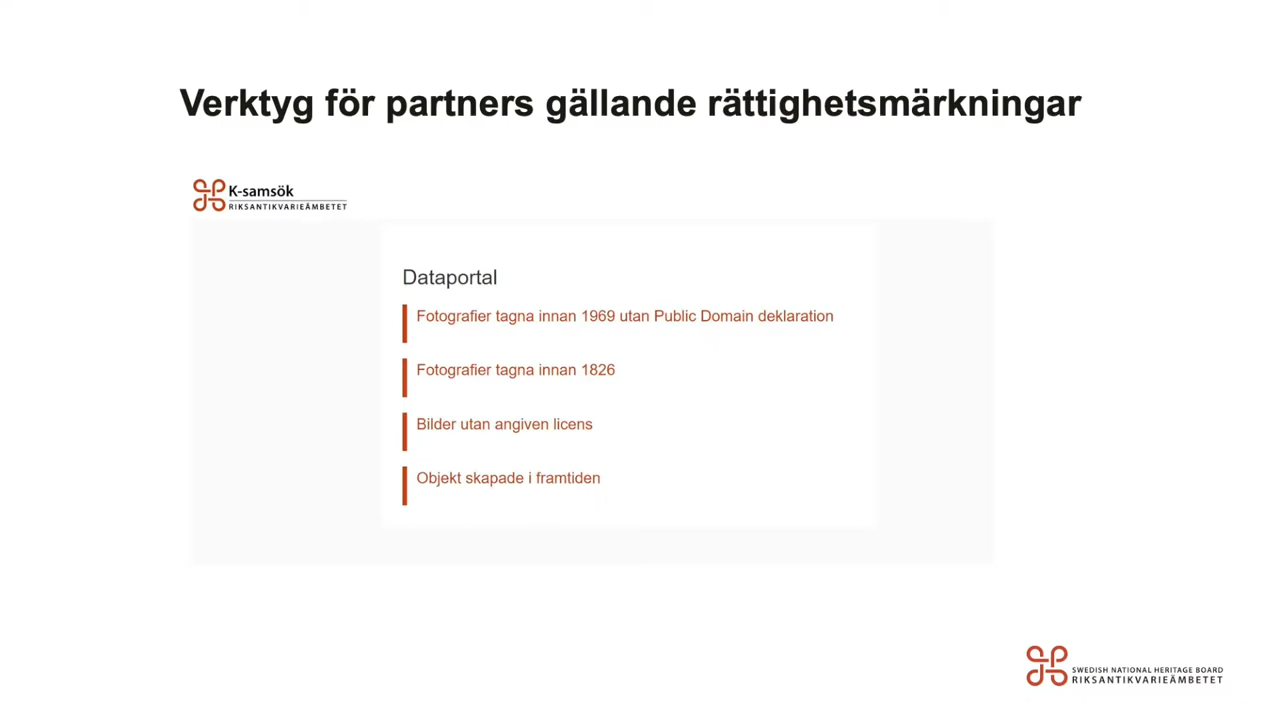 Verktyg för partners gällande rättighetsmärkningar
K-samsök
RIKSANTIKVARIEÄMBETET
Dataportal
Fotografier tagna innan 1969 utan Public Domain deklaration
Fotografier tagna innan 1826
Bilder utan angiven licens
Objekt skapade i framtiden
SWEDISH NATIONAL HERITAGE BOARD
RIKSANTIKVARIEÄMBETET